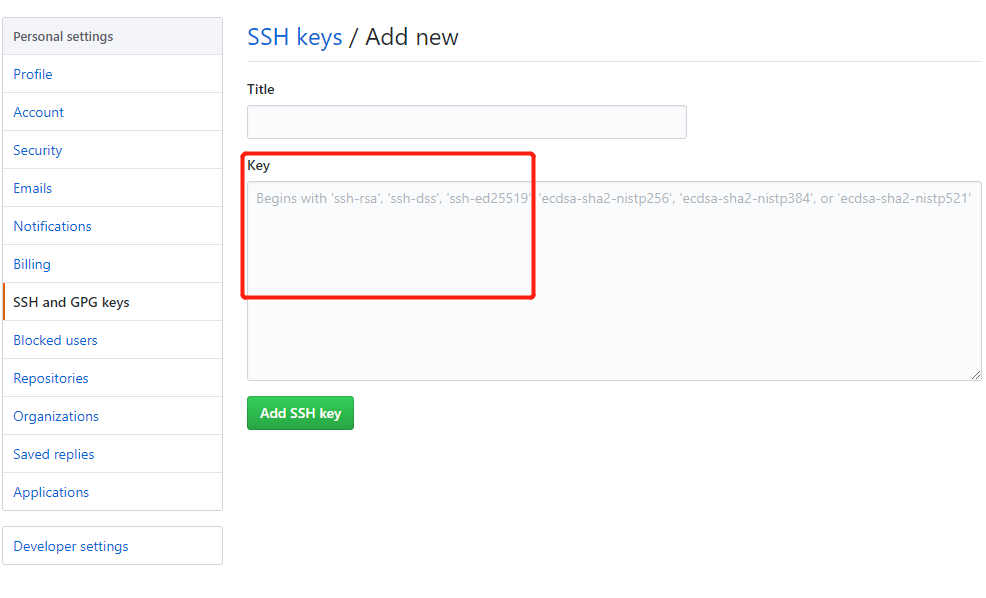 Personal settings
Profile
Account
Security
Emails
Notifications
Billing
SSH and GPG keys
Blocked users
Repositories
Organizations
Saved replies
Applications
Developer settings
SSH keys / Add new
Title
Key
Begins with 'ssh-rsa', 'ssh-dss', 'ssh-ed25519', 'ecdsa-sha2-nistp256', 'ecdsa-sha2-nistp384', or 'ecdsa-sha2-nistp521'
Add SSH key